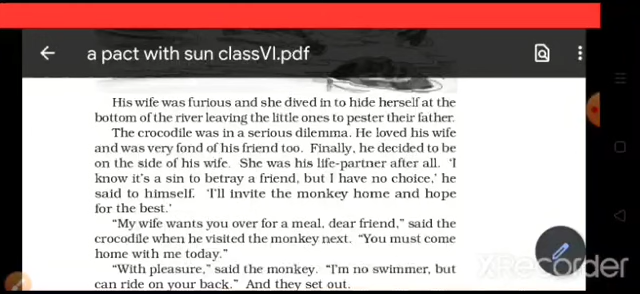 a pact with sun classVI.pdf
His wife was furious and she dived in to hide herself at the
bottom of the river leaving the little ones to pester their father.
The crocodile was in a serious dilemma. He loved his wife
and was very fond of his friend too. Finally, he decided to be
on the side of his wife. She was his life-partner after all. ‘I
know it's a sin to betray a friend, but I have no choice,’ he
said to himself. ‘I'll invite the monkey home and hope
for the best.’
“My wife wants you over for a meal, dear friend,” said the
crocodile when he visited the monkey next. “You must come
home with me today.”
“With pleasure,” said the monkey. “I'm no swimmer, but
can ride on your back.” And they set out.
XRecorder